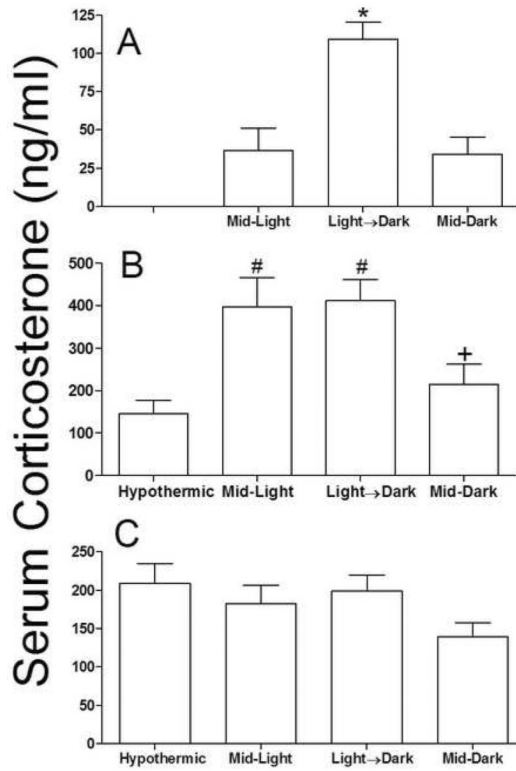 Serum Corticosterone (ng/ml)
A
125
100
75
50
25
0
*
Mid-Light Light→Dark Mid-Dark
B
500
400
300
200
100
0
# # +
Hypothermic Mid-Light Light→Dark Mid-Dark
C
250
200
150
100
50
0
Hypothermic Mid-Light Light→Dark Mid-Dark